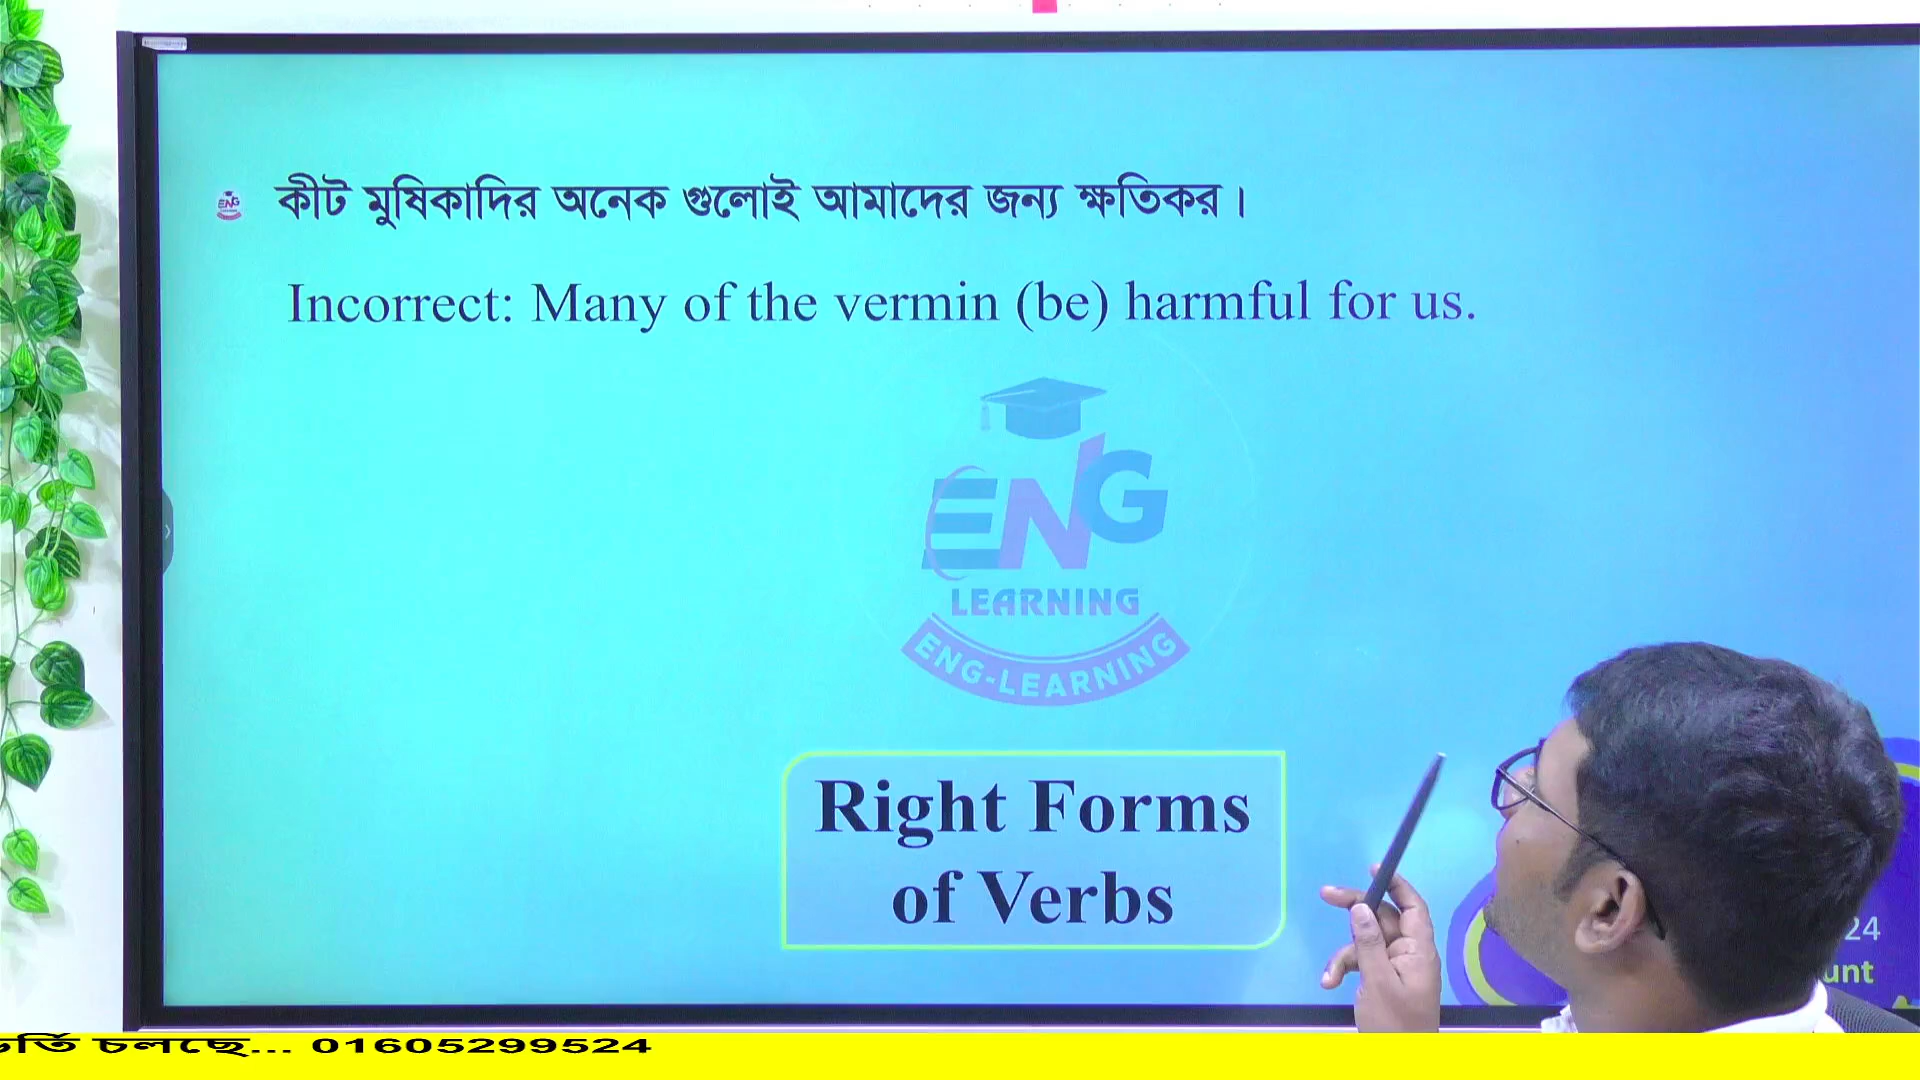 কীট মুষিকাদির অনেক গুলোই আমাদের জন্য ক্ষতিকর।
Incorrect: Many of the vermin (be) harmful for us.
ENG
LEARNING
ENG-LEARNING
Right Forms
of Verbs
24
unt
চলছে... 01605299524